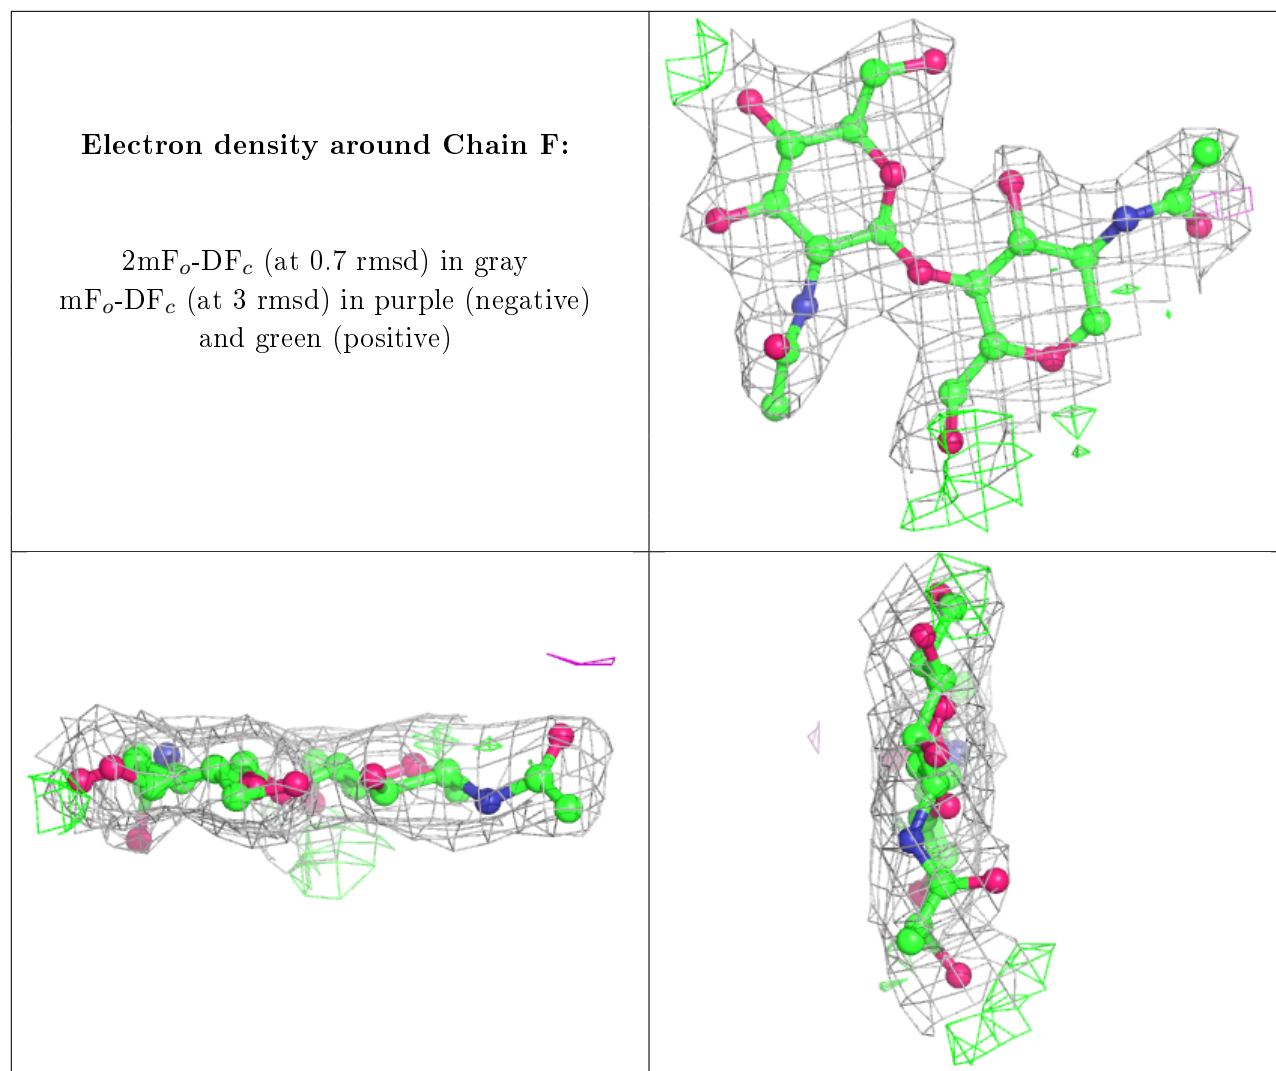 Electron density around Chain F:
2mFₒ-DF𝒸 (at 0.7 rmsd) in gray
mFₒ-DF𝒸 (at 3 rmsd) in purple (negative)
and green (positive)